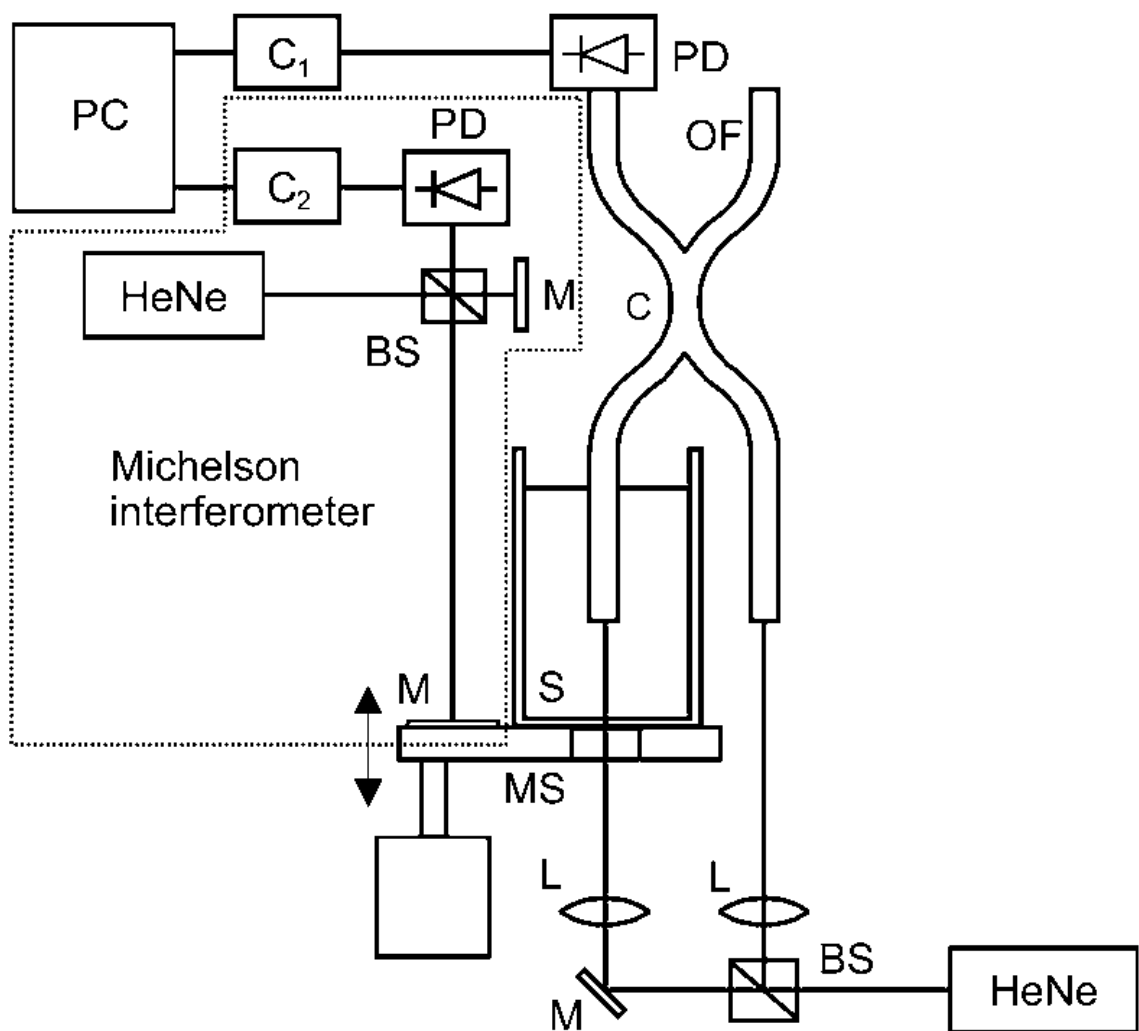 C₁
PD
PC
PD
OF
C₂
HeNe
M
C
BS
Michelson
interferometer
M
S
MS
L
L
BS
M
HeNe